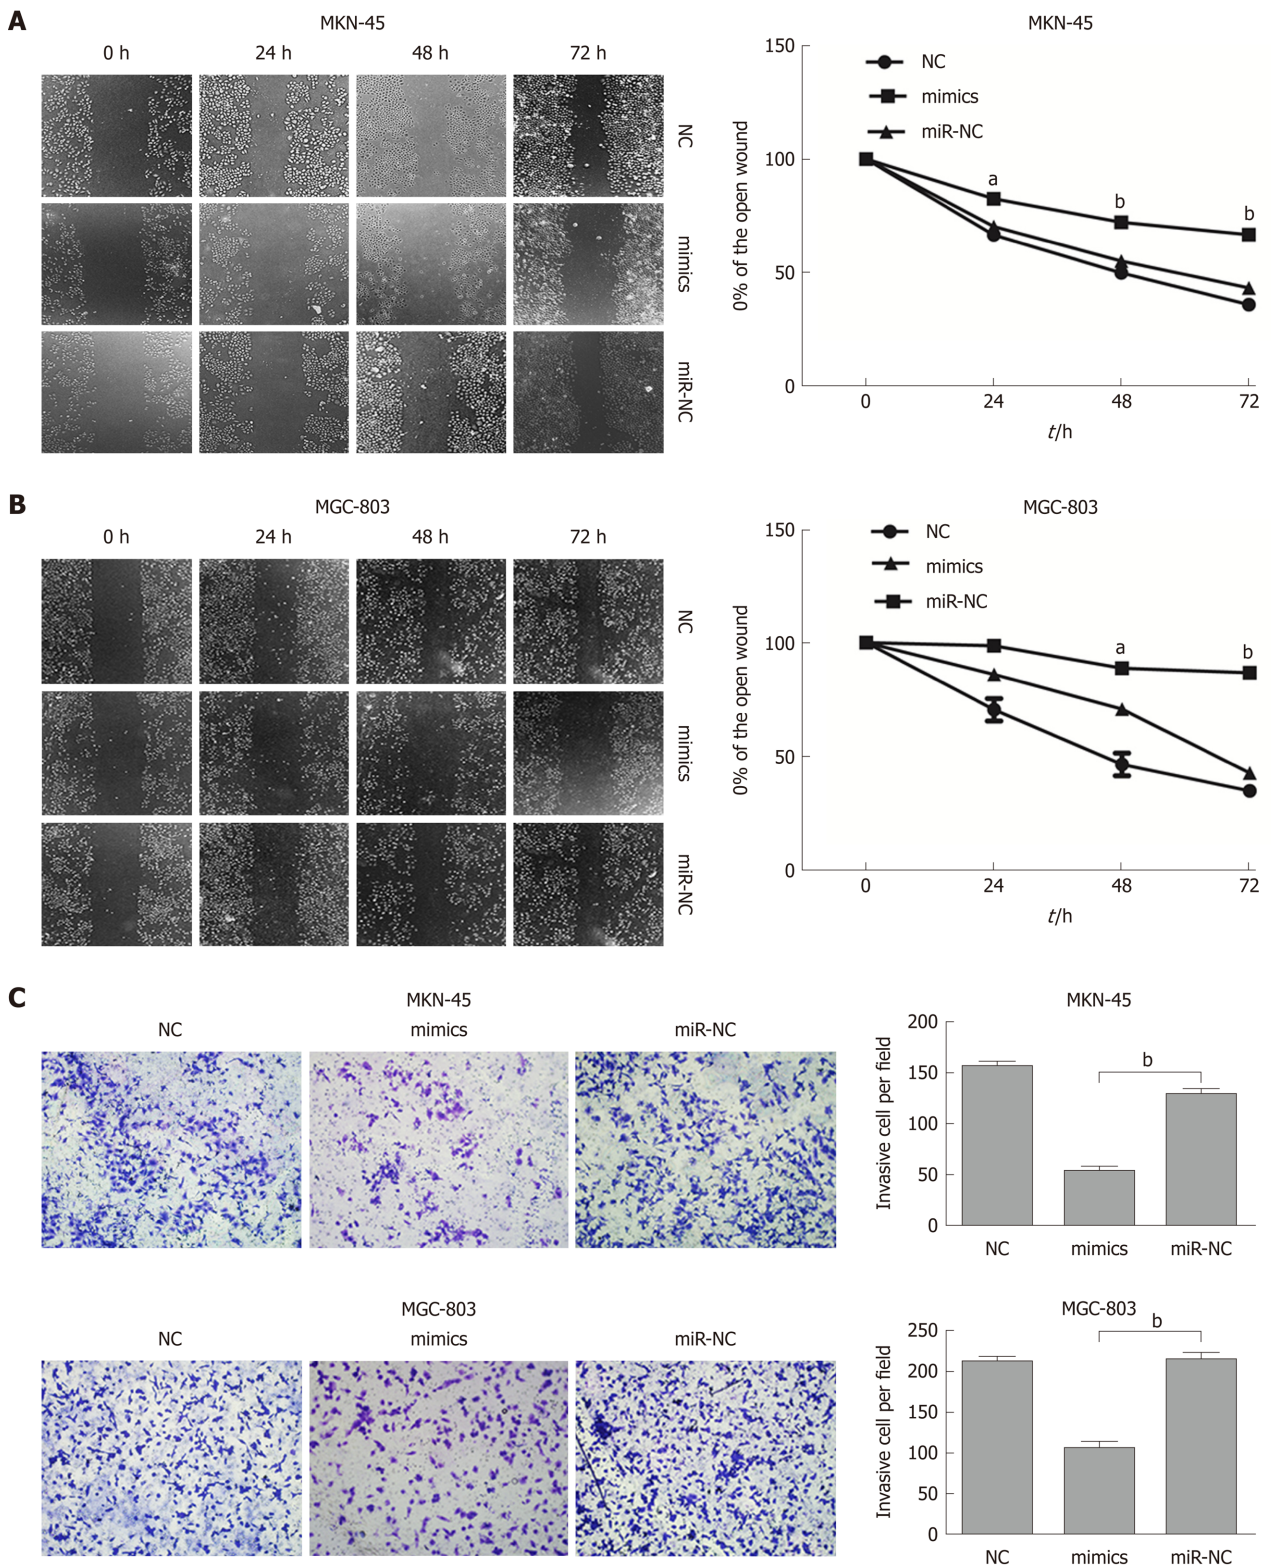 A
MKN-45
0 h 24 h 48 h 72 h
NC
mimics
miR-NC
MKN-45
150
100
50
0
0% of the open wound
NC
mimics
miR-NC
a
b
b
0 24 48 72
t/h
B
MGC-803
0 h 24 h 48 h 72 h
NC
mimics
miR-NC
MGC-803
150
100
50
0
0% of the open wound
NC
mimics
miR-NC
a
b
0 24 48 72
t/h
C
MKN-45
NC mimics miR-NC
MKN-45
200
150
100
50
0
Invasive cell per field
b
NC mimics miR-NC
MGC-803
NC mimics miR-NC
MGC-803
250
200
150
100
50
0
Invasive cell per field
b
NC mimics miR-NC